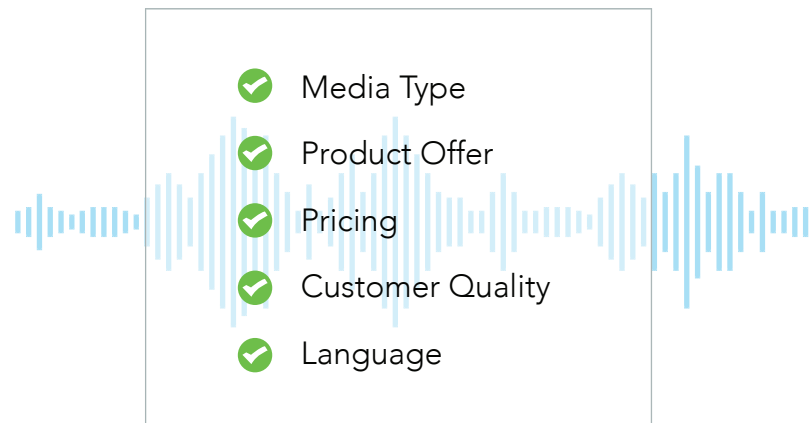 Media Type
Product Offer
Pricing
Customer Quality
Language